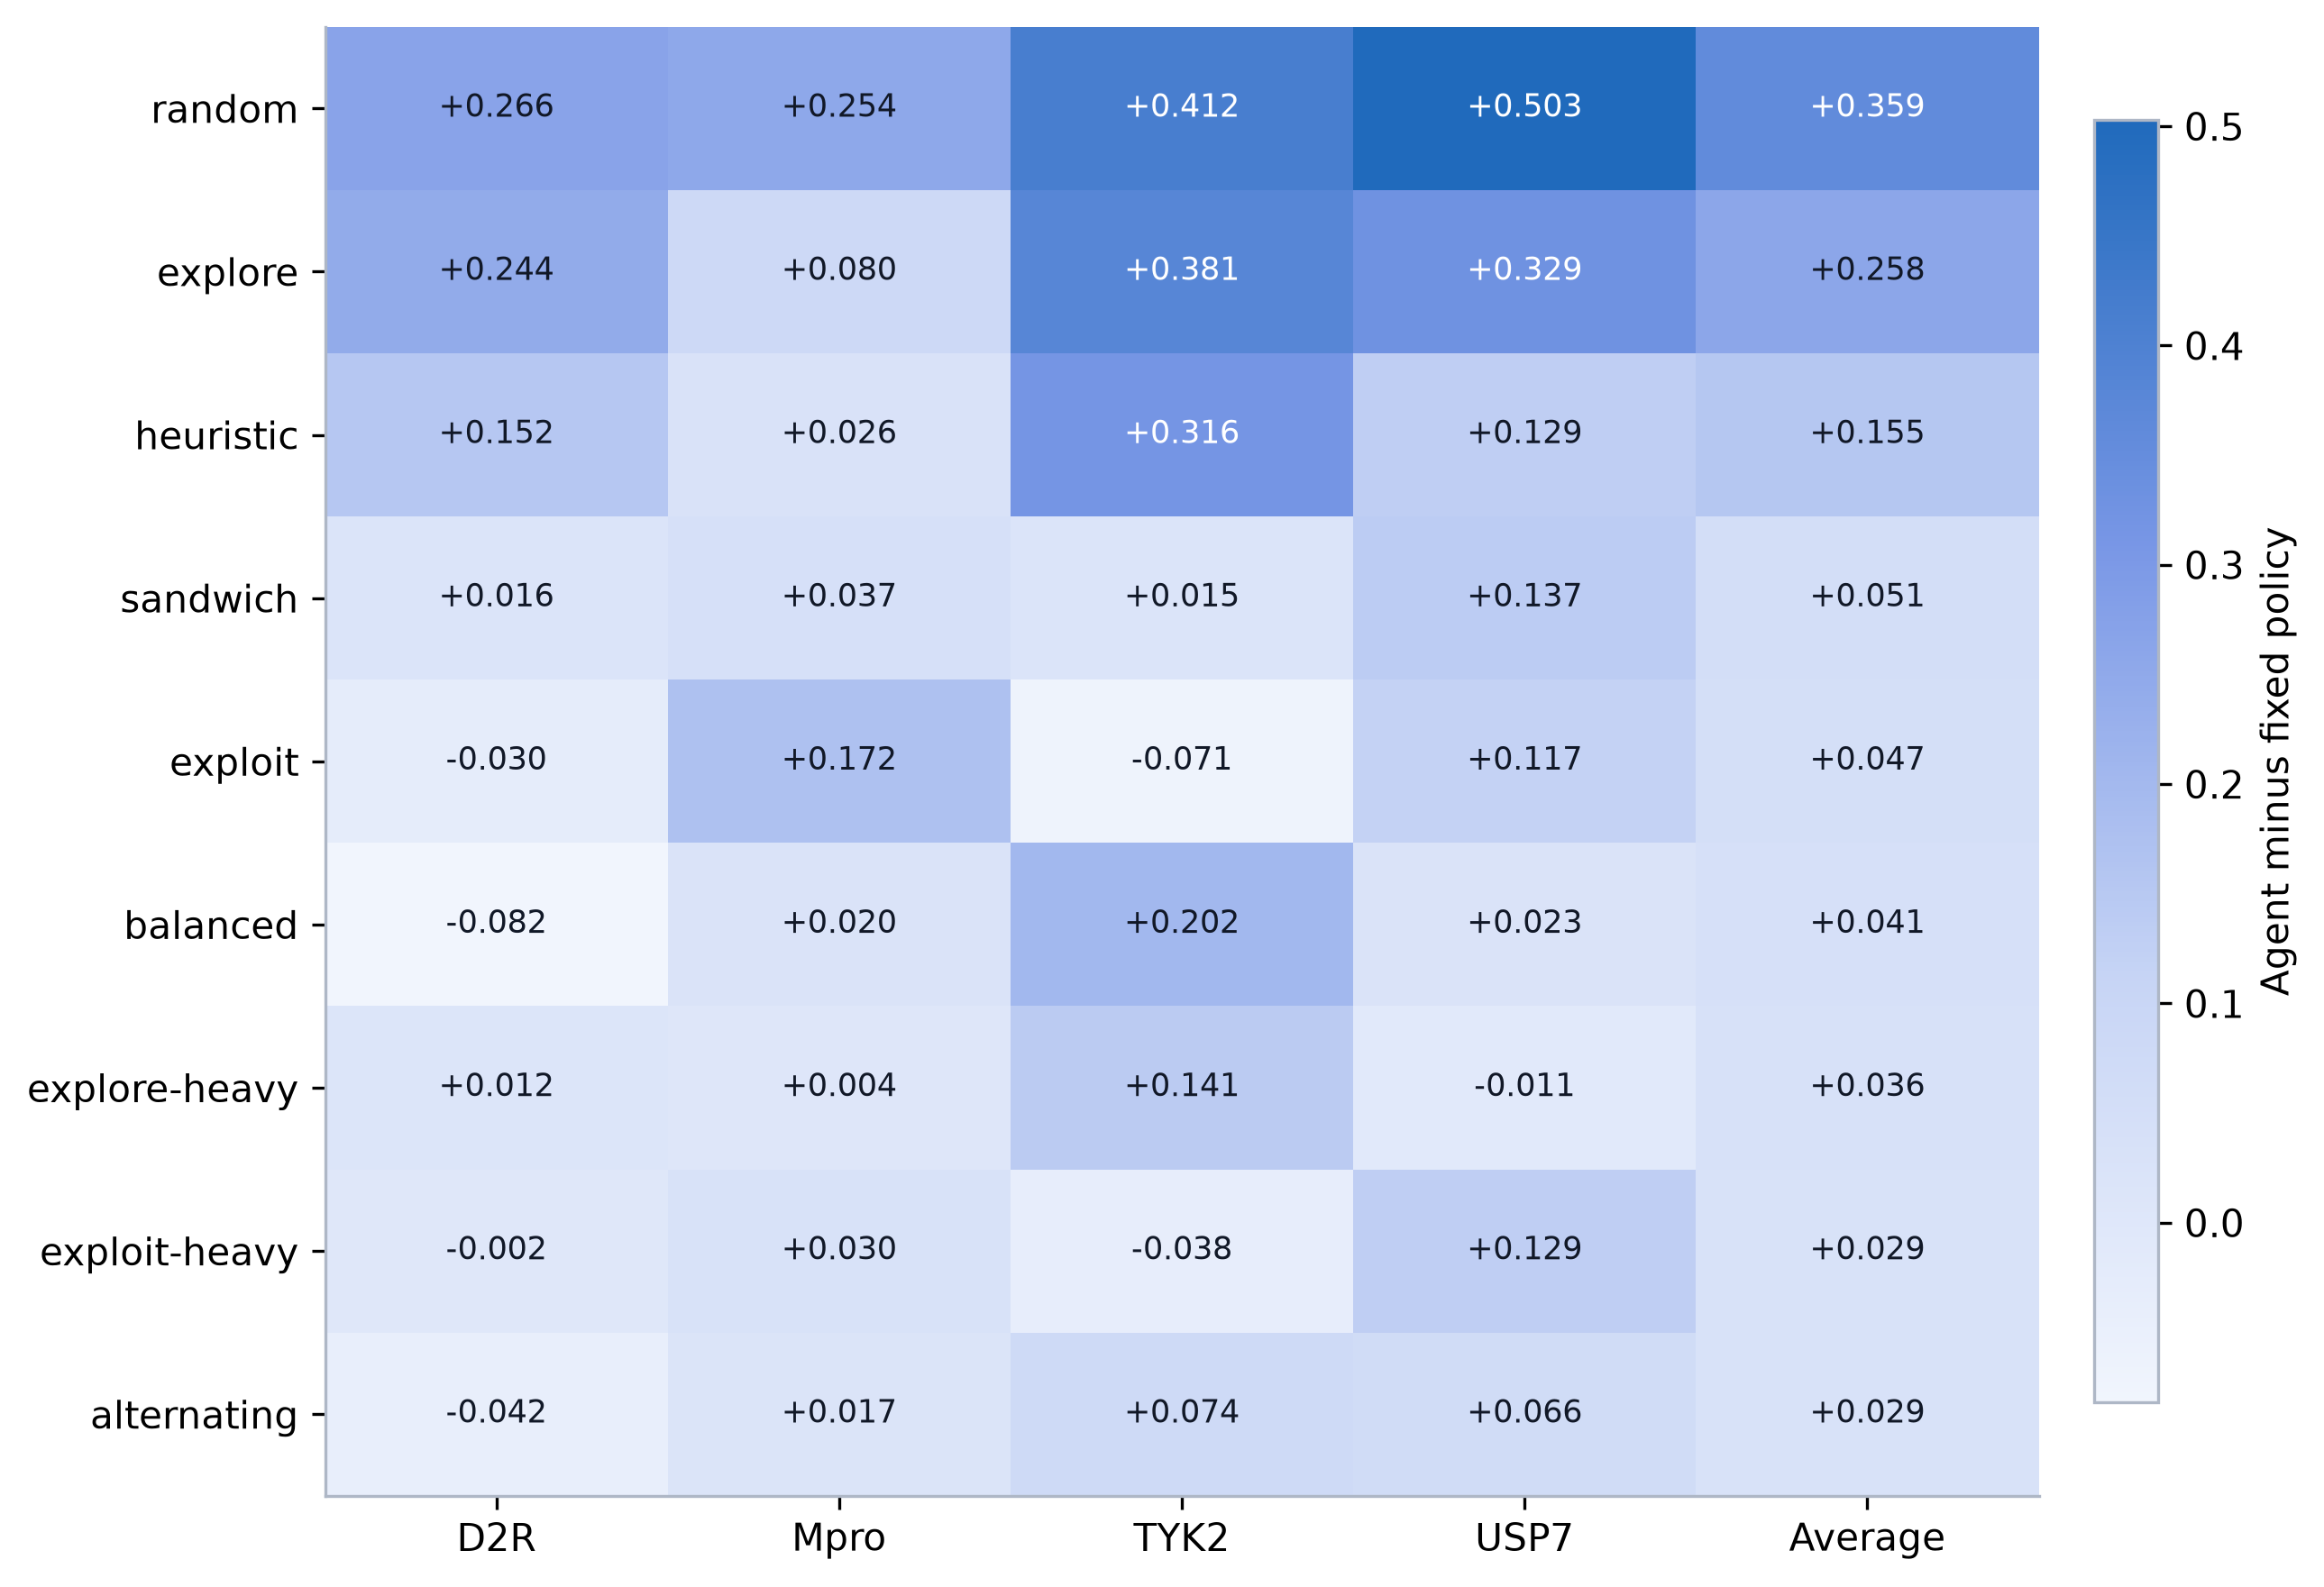 random +0.266 +0.254 +0.412 +0.503 +0.359
explore +0.244 +0.080 +0.381 +0.329 +0.258
heuristic +0.152 +0.026 +0.316 +0.129 +0.155
sandwich +0.016 +0.037 +0.015 +0.137 +0.051
exploit -0.030 +0.172 -0.071 +0.117 +0.047
balanced -0.082 +0.020 +0.202 +0.023 +0.041
explore-heavy +0.012 +0.004 +0.141 -0.011 +0.036
exploit-heavy -0.002 +0.030 -0.038 +0.129 +0.029
alternating -0.042 +0.017 +0.074 +0.066 +0.029
D2R Mpro TYK2 USP7 Average
0.5
0.4
0.3
0.2
0.1
0.0
Agent minus fixed policy